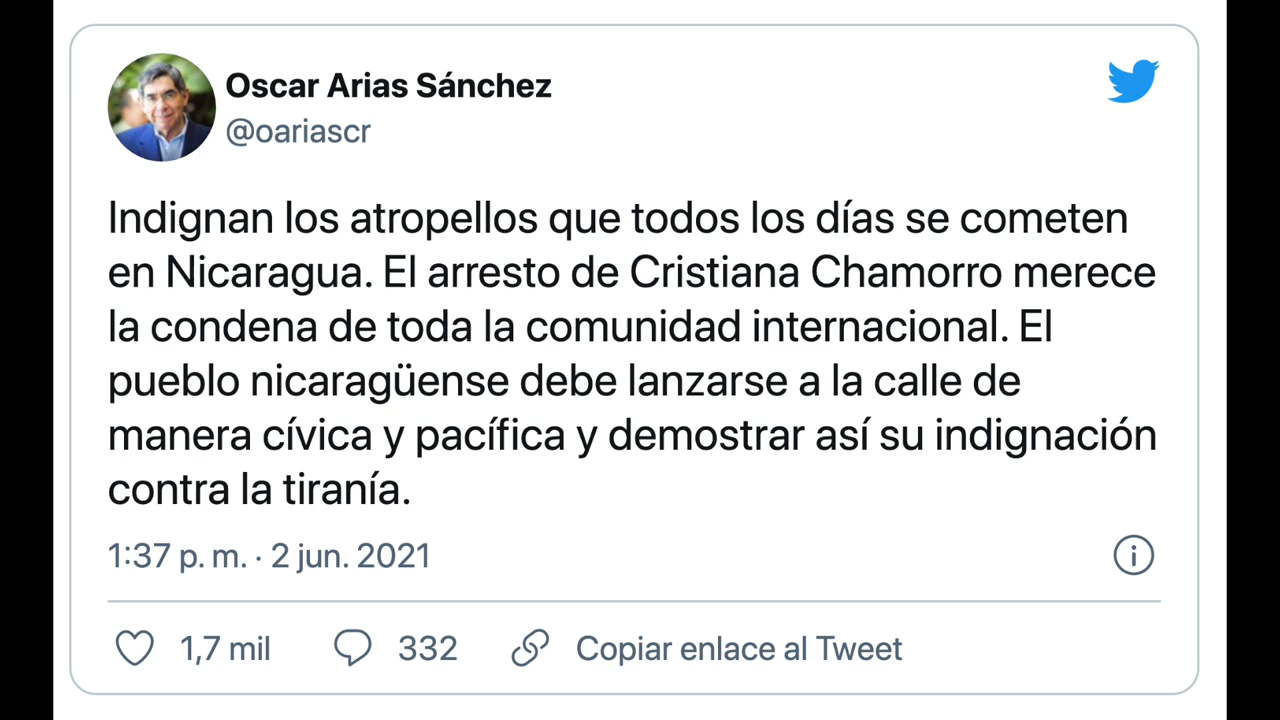 Oscar Arias Sánchez
@oariascr
Indignan los atropellos que todos los días se cometen
en Nicaragua. El arresto de Cristiana Chamorro merece
la condena de toda la comunidad internacional. El
pueblo nicaragüense debe lanzarse a la calle de
manera cívica y pacífica y demostrar así su indignación
contra la tiranía.
1:37 p. m. · 2 jun. 2021
1,7 mil 332 Copiar enlace al Tweet